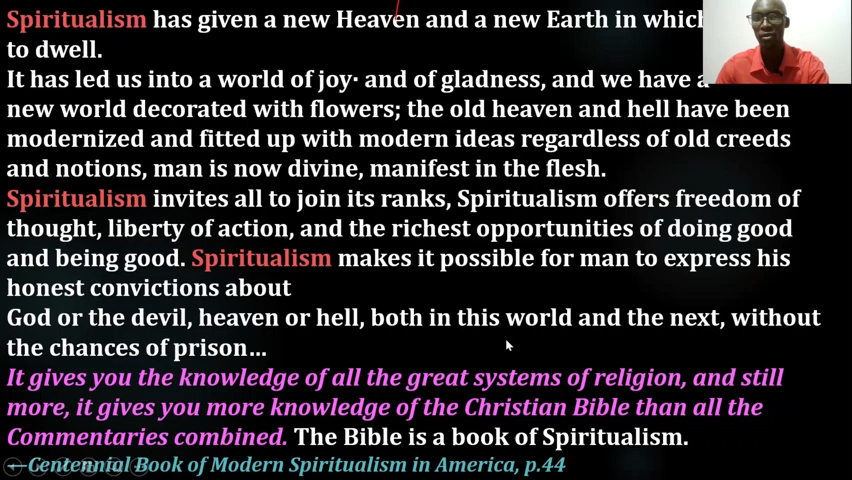 Spiritualism has given a new Heaven and a new Earth in which
to dwell.
It has led us into a world of joy· and of gladness, and we have a
new world decorated with flowers; the old heaven and hell have been
modernized and fitted up with modern ideas regardless of old creeds
and notions, man is now divine, manifest in the flesh.
Spiritualism invites all to join its ranks, Spiritualism offers freedom of
thought, liberty of action, and the richest opportunities of doing good
and being good. Spiritualism makes it possible for man to express his
honest convictions about
God or the devil, heaven or hell, both in this world and the next, without
the chances of prison…
It gives you the knowledge of all the great systems of religion, and still
more, it gives you more knowledge of the Christian Bible than all the
Commentaries combined. The Bible is a book of Spiritualism.
—Centennial Book of Modern Spiritualism in America, p.44